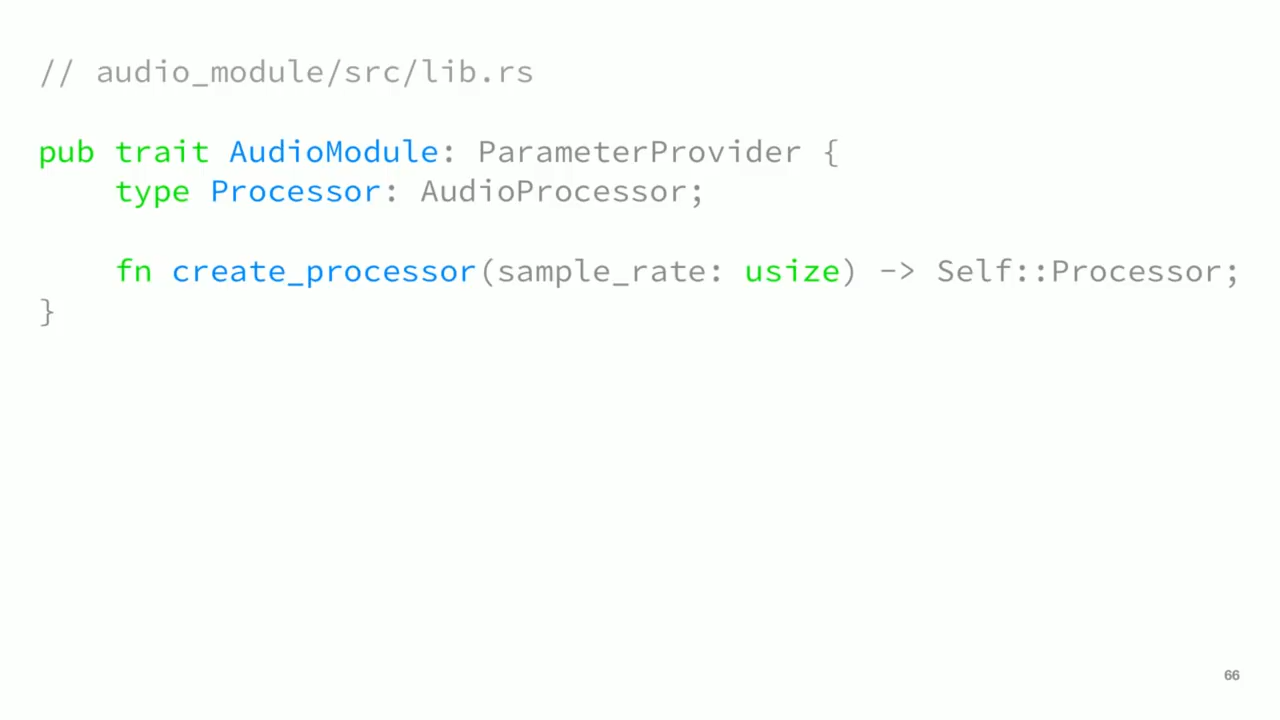 // audio_module/src/lib.rs
pub trait AudioModule: ParameterProvider {
    type Processor: AudioProcessor;
    fn create_processor(sample_rate: usize) -> Self::Processor;
}
66